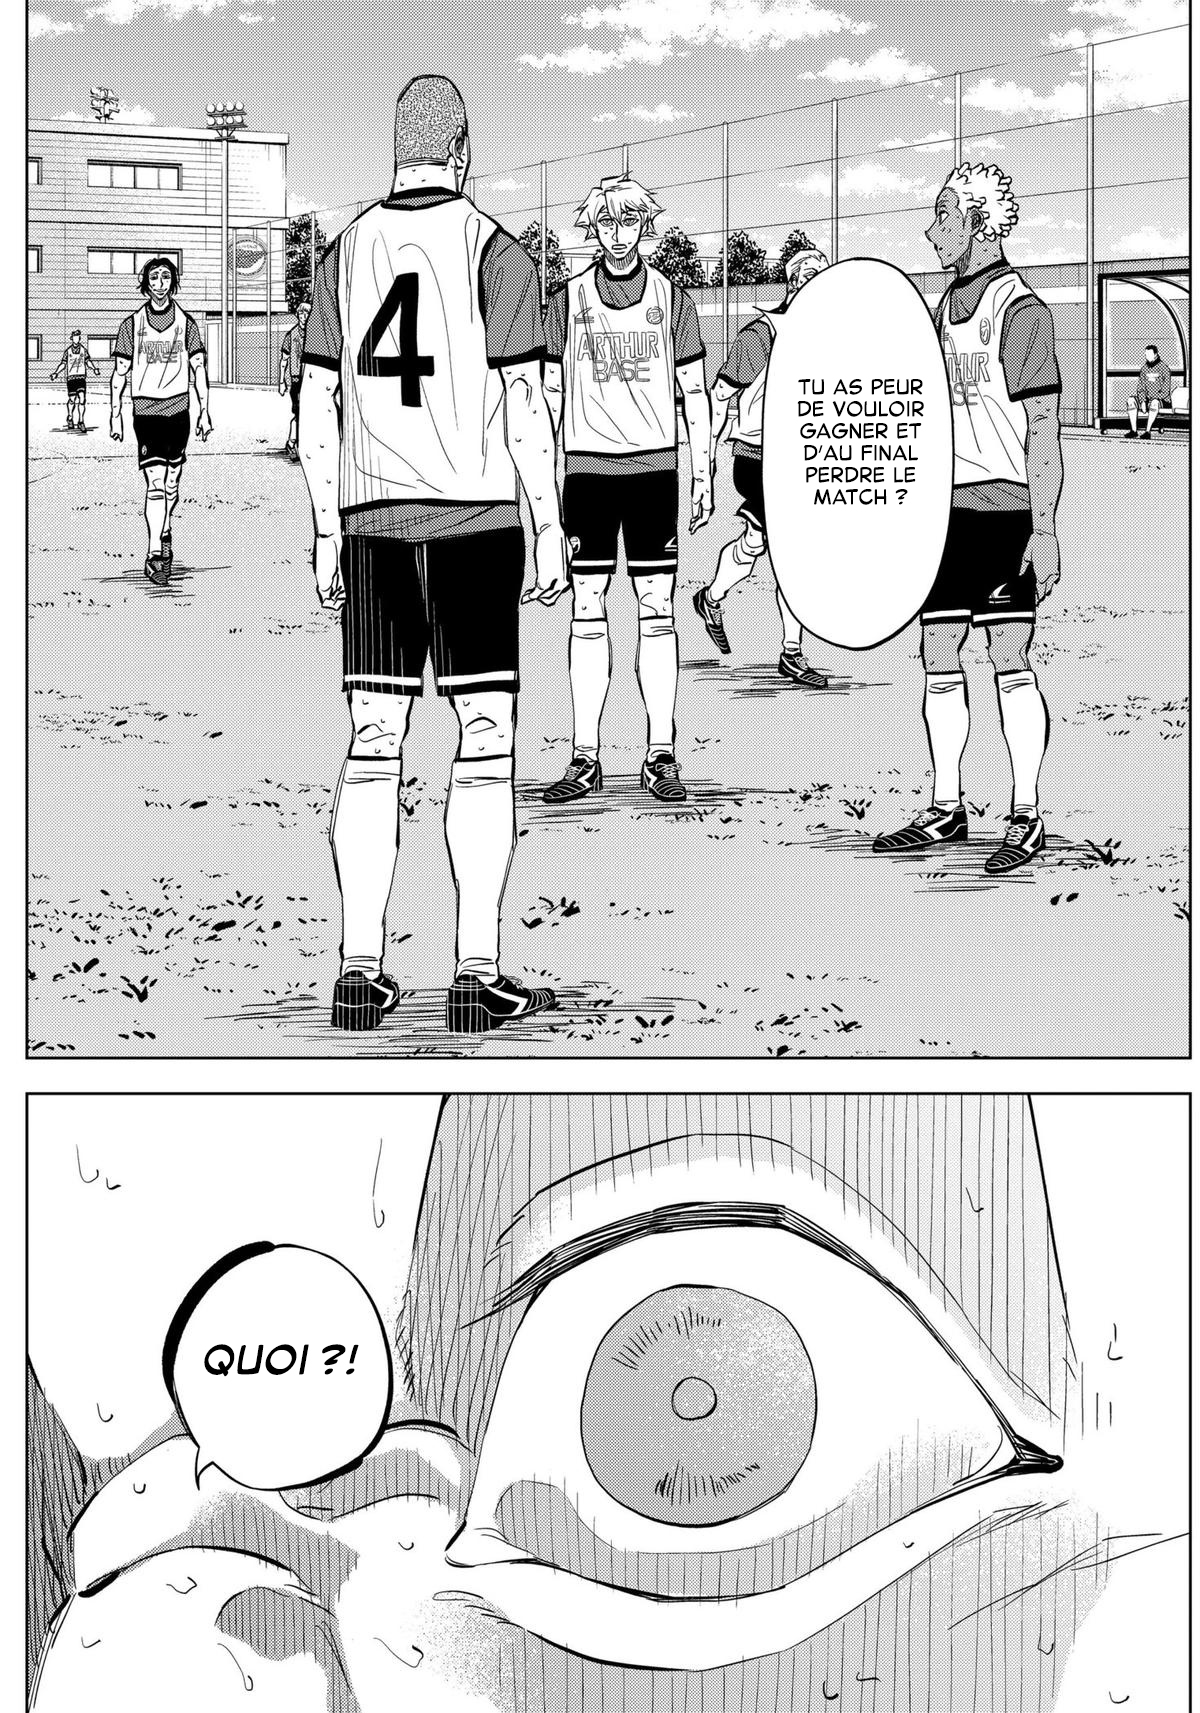 4
ARTHUR
BASE
ARTHUR
BASE
TU AS PEUR
DE VOULOIR
GAGNER ET
D'AU FINAL
PERDRE LE
MATCH ?
QUOI ?!